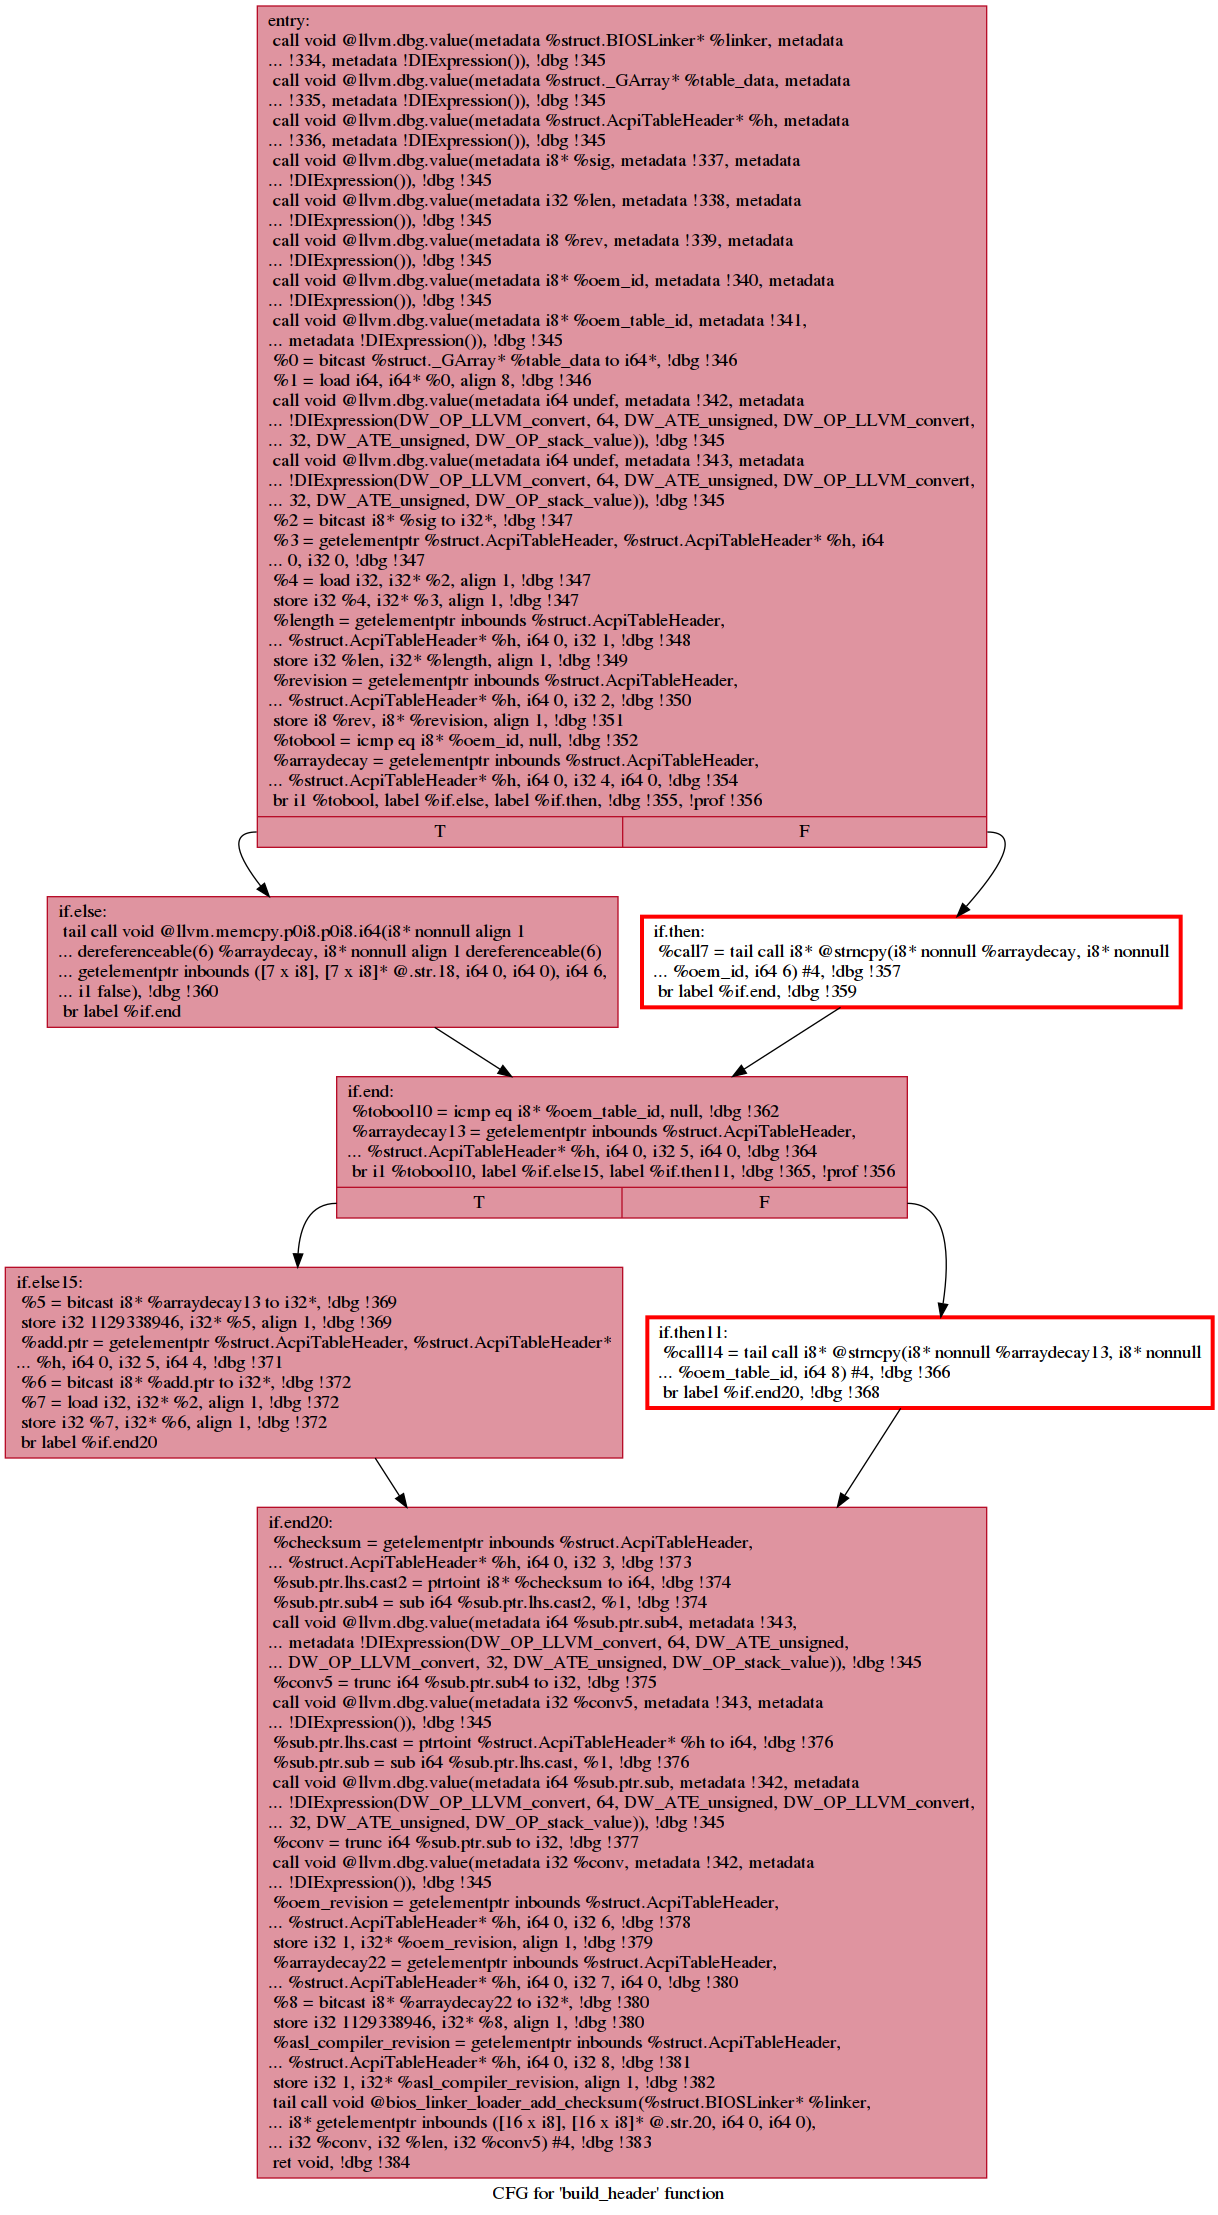 entry:
call void @llvm.dbg.value(metadata %struct.BIOSLinker* %linker, metadata
... !334, metadata !DIExpression()), !dbg !345
call void @llvm.dbg.value(metadata %struct._GArray* %table_data, metadata
... !335, metadata !DIExpression()), !dbg !345
call void @llvm.dbg.value(metadata %struct.AcpiTableHeader* %h, metadata
... !336, metadata !DIExpression()), !dbg !345
call void @llvm.dbg.value(metadata i8* %sig, metadata !337, metadata
... !DIExpression()), !dbg !345
call void @llvm.dbg.value(metadata i32 %len, metadata !338, metadata
... !DIExpression()), !dbg !345
call void @llvm.dbg.value(metadata i8 %rev, metadata !339, metadata
... !DIExpression()), !dbg !345
call void @llvm.dbg.value(metadata i8* %oem_id, metadata !340, metadata
... !DIExpression()), !dbg !345
call void @llvm.dbg.value(metadata i8* %oem_table_id, metadata !341,
... metadata !DIExpression()), !dbg !345
%0 = bitcast %struct._GArray* %table_data to i64*, !dbg !346
%1 = load i64, i64* %0, align 8, !dbg !346
call void @llvm.dbg.value(metadata i64 undef, metadata !342, metadata
... !DIExpression(DW_OP_LLVM_convert, 64, DW_ATE_unsigned, DW_OP_LLVM_convert,
... 32, DW_ATE_unsigned, DW_OP_stack_value)), !dbg !345
call void @llvm.dbg.value(metadata i64 undef, metadata !343, metadata
... !DIExpression(DW_OP_LLVM_convert, 64, DW_ATE_unsigned, DW_OP_LLVM_convert,
... 32, DW_ATE_unsigned, DW_OP_stack_value)), !dbg !345
%2 = bitcast i8* %sig to i32*, !dbg !347
%3 = getelementptr %struct.AcpiTableHeader, %struct.AcpiTableHeader* %h, i64
... 0, i32 0, !dbg !347
%4 = load i32, i32* %2, align 1, !dbg !347
store i32 %4, i32* %3, align 1, !dbg !347
%length = getelementptr inbounds %struct.AcpiTableHeader,
... %struct.AcpiTableHeader* %h, i64 0, i32 1, !dbg !348
store i32 %len, i32* %length, align 1, !dbg !349
%revision = getelementptr inbounds %struct.AcpiTableHeader,
... %struct.AcpiTableHeader* %h, i64 0, i32 2, !dbg !350
store i8 %rev, i8* %revision, align 1, !dbg !351
%tobool = icmp eq i8* %oem_id, null, !dbg !352
%arraydecay = getelementptr inbounds %struct.AcpiTableHeader,
... %struct.AcpiTableHeader* %h, i64 0, i32 4, i64 0, !dbg !354
br i1 %tobool, label %if.else, label %if.then, !dbg !355, !prof !356
T F
if.else:
tail call void @llvm.memcpy.p0i8.p0i8.i64(i8* nonnull align 1
... dereferenceable(6) %arraydecay, i8* nonnull align 1 dereferenceable(6)
... getelementptr inbounds ([7 x i8], [7 x i8]* @.str.18, i64 0, i64 0), i64 6,
... i1 false), !dbg !360
br label %if.end
if.then:
%call7 = tail call i8* @strncpy(i8* nonnull %arraydecay, i8* nonnull
... %oem_id, i64 6) #4, !dbg !357
br label %if.end, !dbg !359
if.end:
%tobool10 = icmp eq i8* %oem_table_id, null, !dbg !362
%arraydecay13 = getelementptr inbounds %struct.AcpiTableHeader,
... %struct.AcpiTableHeader* %h, i64 0, i32 5, i64 0, !dbg !364
br i1 %tobool10, label %if.else15, label %if.then11, !dbg !365, !prof !356
T F
if.else15:
%5 = bitcast i8* %arraydecay13 to i32*, !dbg !369
store i32 1129338946, i32* %5, align 1, !dbg !369
%add.ptr = getelementptr %struct.AcpiTableHeader, %struct.AcpiTableHeader*
... %h, i64 0, i32 5, i64 4, !dbg !371
%6 = bitcast i8* %add.ptr to i32*, !dbg !372
%7 = load i32, i32* %2, align 1, !dbg !372
store i32 %7, i32* %6, align 1, !dbg !372
br label %if.end20
if.then11:
%call14 = tail call i8* @strncpy(i8* nonnull %arraydecay13, i8* nonnull
... %oem_table_id, i64 8) #4, !dbg !366
br label %if.end20, !dbg !368
if.end20:
%checksum = getelementptr inbounds %struct.AcpiTableHeader,
... %struct.AcpiTableHeader* %h, i64 0, i32 3, !dbg !373
%sub.ptr.lhs.cast2 = ptrtoint i8* %checksum to i64, !dbg !374
%sub.ptr.sub4 = sub i64 %sub.ptr.lhs.cast2, %1, !dbg !374
call void @llvm.dbg.value(metadata i64 %sub.ptr.sub4, metadata !343,
... metadata !DIExpression(DW_OP_LLVM_convert, 64, DW_ATE_unsigned,
... DW_OP_LLVM_convert, 32, DW_ATE_unsigned, DW_OP_stack_value)), !dbg !345
%conv5 = trunc i64 %sub.ptr.sub4 to i32, !dbg !375
call void @llvm.dbg.value(metadata i32 %conv5, metadata !343, metadata
... !DIExpression()), !dbg !345
%sub.ptr.lhs.cast = ptrtoint %struct.AcpiTableHeader* %h to i64, !dbg !376
%sub.ptr.sub = sub i64 %sub.ptr.lhs.cast, %1, !dbg !376
call void @llvm.dbg.value(metadata i64 %sub.ptr.sub, metadata !342, metadata
... !DIExpression(DW_OP_LLVM_convert, 64, DW_ATE_unsigned, DW_OP_LLVM_convert,
... 32, DW_ATE_unsigned, DW_OP_stack_value)), !dbg !345
%conv = trunc i64 %sub.ptr.sub to i32, !dbg !377
call void @llvm.dbg.value(metadata i32 %conv, metadata !342, metadata
... !DIExpression()), !dbg !345
%oem_revision = getelementptr inbounds %struct.AcpiTableHeader,
... %struct.AcpiTableHeader* %h, i64 0, i32 6, !dbg !378
store i32 1, i32* %oem_revision, align 1, !dbg !379
%arraydecay22 = getelementptr inbounds %struct.AcpiTableHeader,
... %struct.AcpiTableHeader* %h, i64 0, i32 7, i64 0, !dbg !380
%8 = bitcast i8* %arraydecay22 to i32*, !dbg !380
store i32 1129338946, i32* %8, align 1, !dbg !380
%asl_compiler_revision = getelementptr inbounds %struct.AcpiTableHeader,
... %struct.AcpiTableHeader* %h, i64 0, i32 8, !dbg !381
store i32 1, i32* %asl_compiler_revision, align 1, !dbg !382
tail call void @bios_linker_loader_add_checksum(%struct.BIOSLinker* %linker,
... i8* getelementptr inbounds ([16 x i8], [16 x i8]* @.str.20, i64 0, i64 0),
... i32 %conv, i32 %len, i32 %conv5) #4, !dbg !383
ret void, !dbg !384
CFG for 'build_header' function